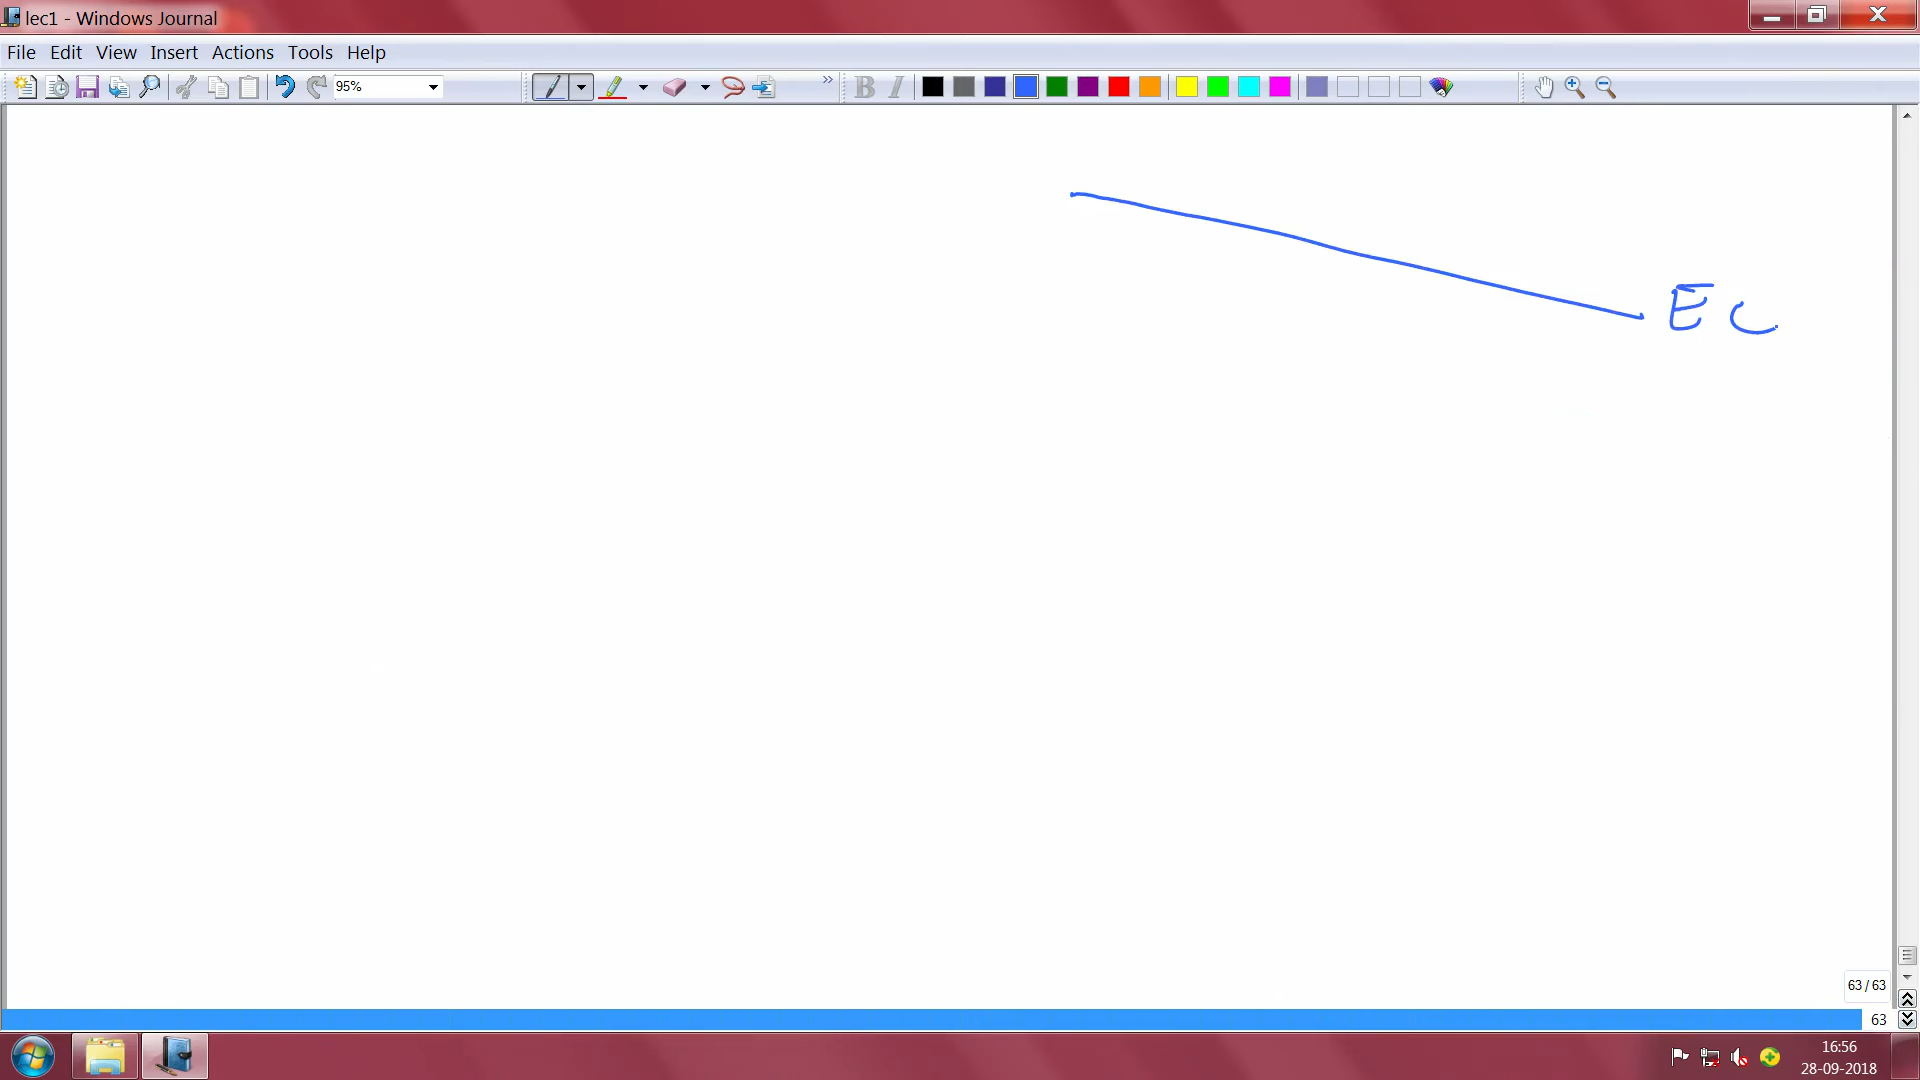 lec1 - Windows Journal
File Edit View Insert Actions Tools Help
95%
B I
E C
63 / 63
63
16:56
28-09-2018